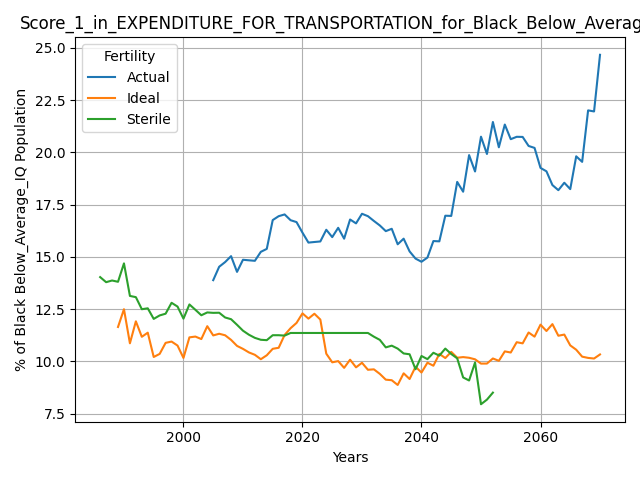 Score_1_in_EXPENDITURE_FOR_TRANSPORTATION_for_Black_Below_Averag
Fertility
Actual
Ideal
Sterile
% of Black Below_Average_IQ Population
25.0
22.5
20.0
17.5
15.0
12.5
10.0
7.5
2000
2020
2040
2060
Years